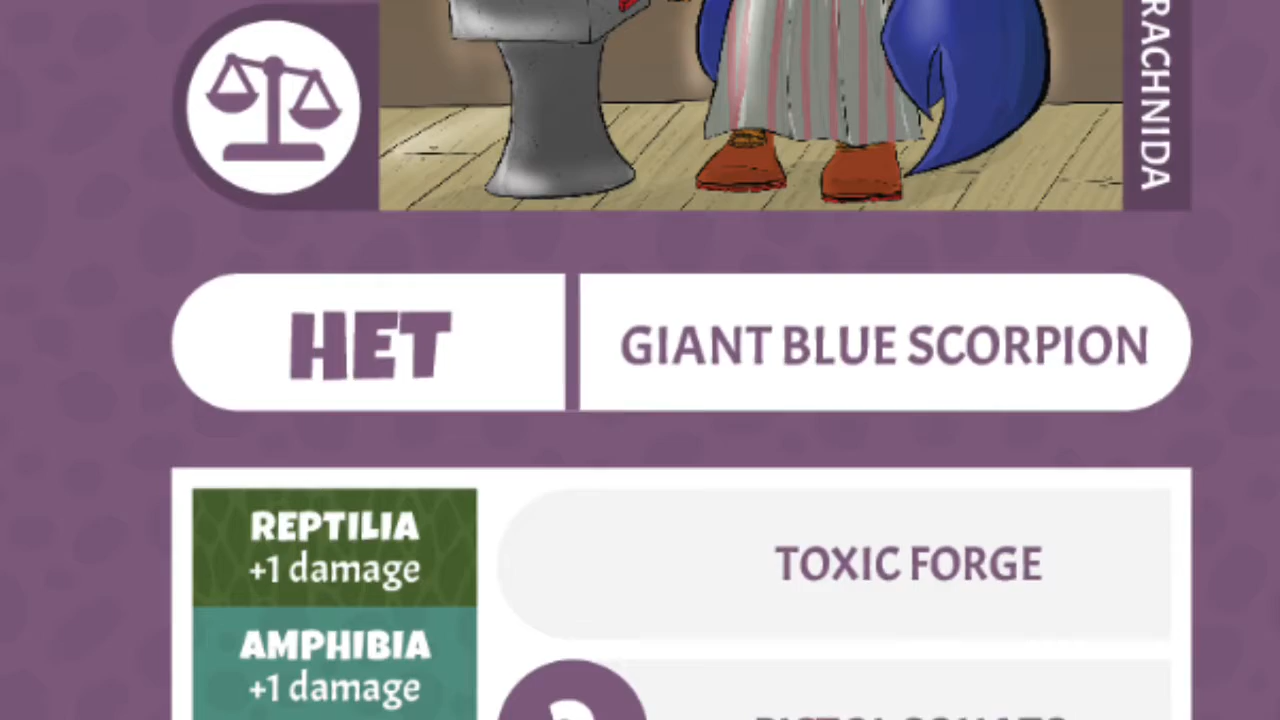 RACHNIDA
HET
GIANT BLUE SCORPION
REPTILIA
+1 damage
TOXIC FORGE
AMPHIBIA
+1 damage